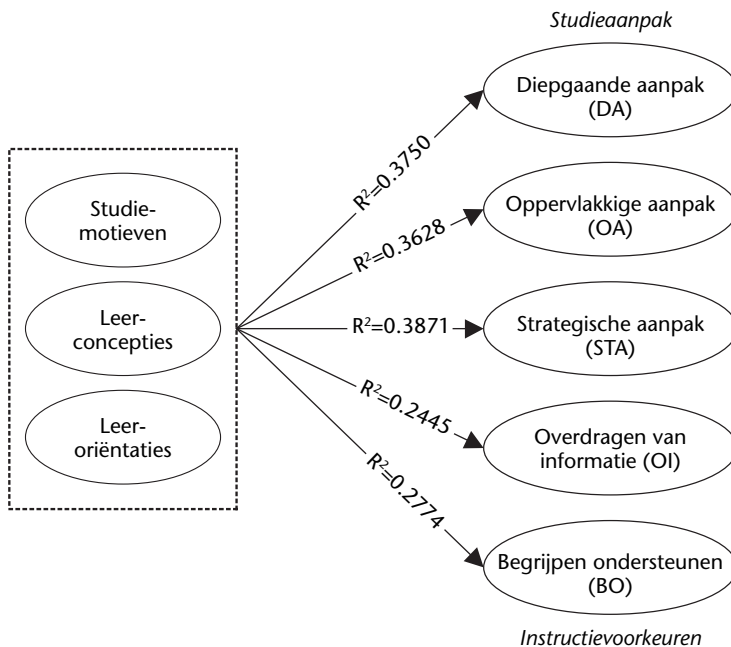 Studieaanpak
Diepgaande aanpak
(DA)
R²=0.3750
Studie-
motieven
Oppervlakkige aanpak
(OA)
R²=0.3628
Leer-
concepties
R²=0.3871
Strategische aanpak
(STA)
Leer-
oriëntaties
R²=0.2445
Overdragen van
informatie (OI)
R²=0.2774
Begrijpen ondersteunen
(BO)
Instructievoorkeuren